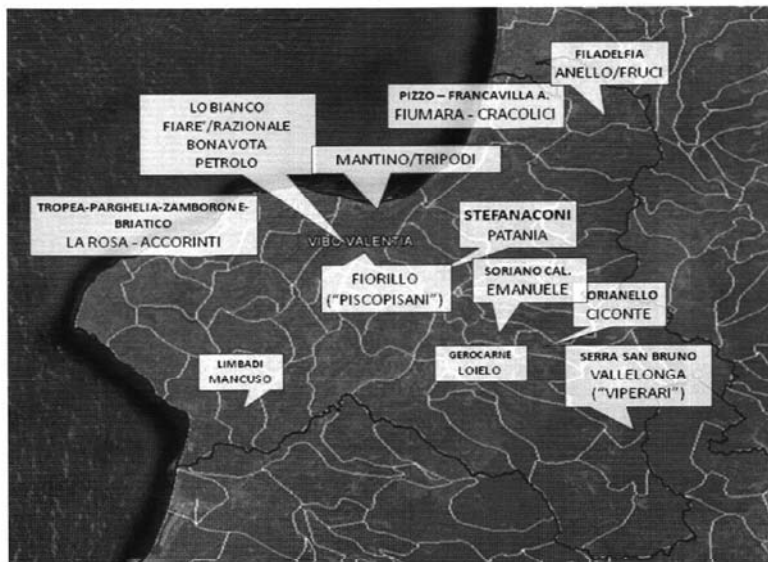 FILADELFIA
ANELLO/FRUCI
PIZZO – FRANCAVILLA A.
FIUMARA - CRACOLICI
LO BIANCO
FIARE'/RAZIONALE
BONAVOTA
PETROLO
MANTINO/TRIPODI
TROPEA-PARGHELIA-ZAMBORONE-
BRIATICO
LA ROSA - ACCORINTI
VIBO VALENTIA
STEFANACONI
PATANIA
FIORILLO
("PISCOPISANI")
SORIANO CAL.
EMANUELE
ORIANELLO
CICONTE
LIMBADI
MANCUSO
GEROCARNE
LOIELO
SERRA SAN BRUNO
VALLELONGA
("VIPERARI")